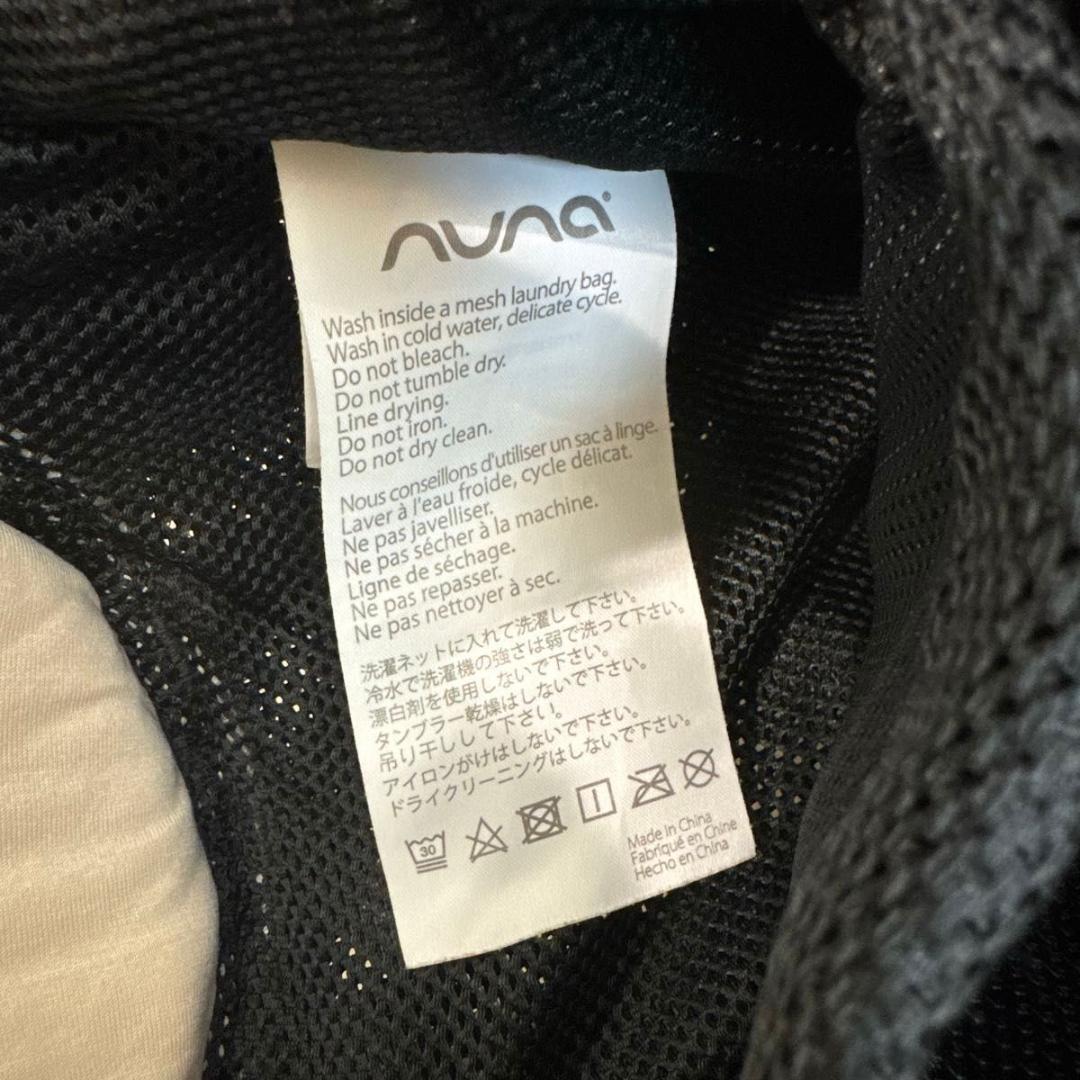 nuna®
Wash inside a mesh laundry bag.
Wash in cold water, delicate cycle.
Do not bleach.
Do not tumble dry.
Line drying.
Do not iron.
Do not dry clean.
Nous conseillons d'utiliser un sac à linge.
Laver à l'eau froide, cycle délicat.
Ne pas javelliser.
Ne pas sécher à la machine.
Ligne de séchage.
Ne pas repasser.
Ne pas nettoyer à sec.
洗濯ネットに入れて洗濯して下さい。
冷水で洗濯機の強さは弱で洗って下さい。
漂白剤を使用しないで下さい。
タンブラー乾燥はしないで下さい。
吊り干しして下さい。
アイロンがけはしないで下さい。
ドライクリーニングはしないで下さい。
30
Made in China
Fabriqué en Chine
Hecho en China